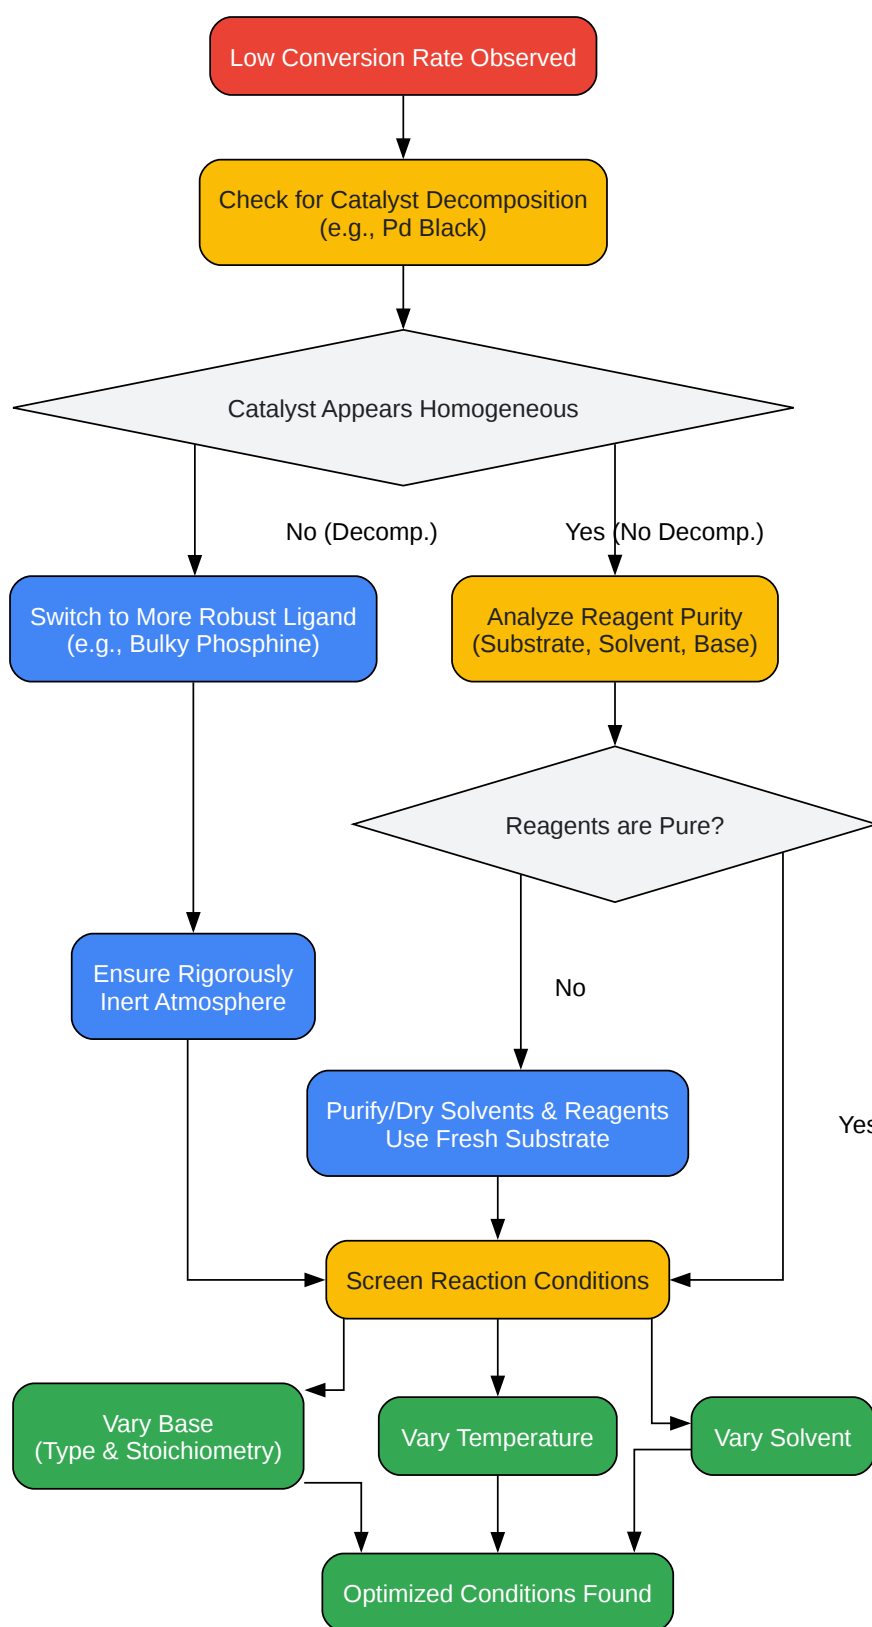 Low Conversion Rate Observed
Check for Catalyst Decomposition
(e.g., Pd Black)
Catalyst Appears Homogeneous
No (Decomp.)
Yes (No Decomp.)
Switch to More Robust Ligand
(e.g., Bulky Phosphine)
Analyze Reagent Purity
(Substrate, Solvent, Base)
Reagents are Pure?
Ensure Rigorously
Inert Atmosphere
No
Purify/Dry Solvents & Reagents
Use Fresh Substrate
Yes
Screen Reaction Conditions
Vary Base
(Type & Stoichiometry)
Vary Temperature
Vary Solvent
Optimized Conditions Found